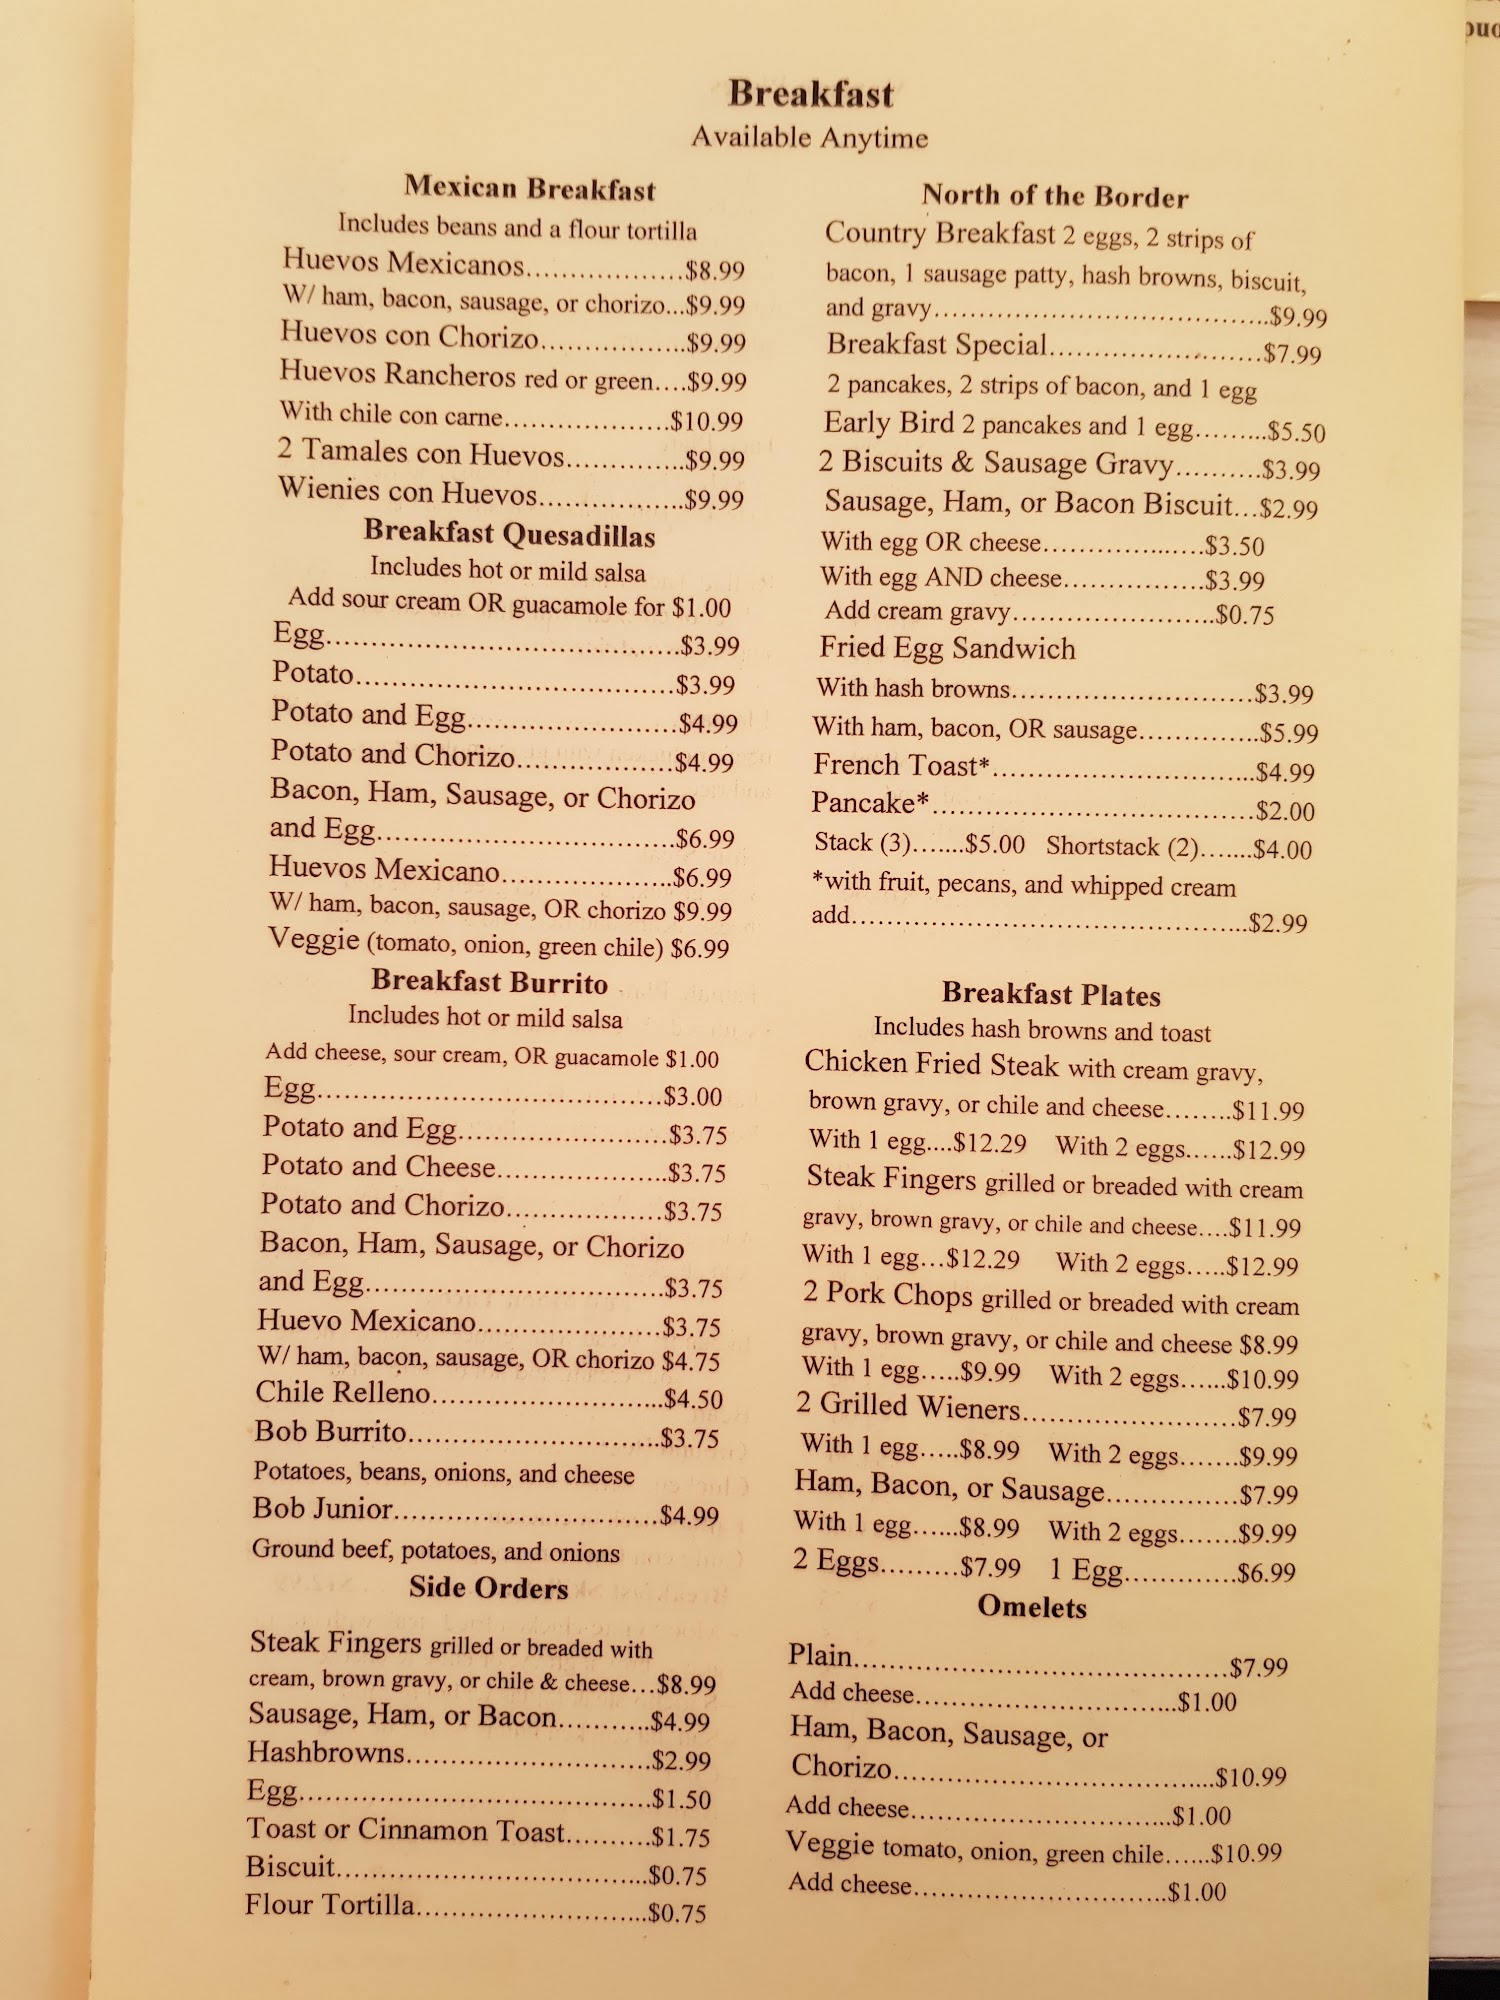 Breakfast
Available Anytime
Mexican Breakfast
Includes beans and a flour tortilla
Huevos Mexicanos..................$8.99
W/ ham, bacon, sausage, or chorizo...$9.99
Huevos con Chorizo.................$9.99
Huevos Rancheros red or green....$9.99
With chile con carne...................$10.99
2 Tamales con Huevos..............$9.99
Wienies con Huevos.................$9.99
Breakfast Quesadillas
Includes hot or mild salsa
Add sour cream OR guacamole for $1.00
Egg.........................................$3.99
Potato.....................................$3.99
Potato and Egg........................$4.99
Potato and Chorizo..................$4.99
Bacon, Ham, Sausage, or Chorizo
and Egg...................................$6.99
Huevos Mexicano....................$6.99
W/ ham, bacon, sausage, OR chorizo $9.99
Veggie (tomato, onion, green chile) $6.99
Breakfast Burrito
Includes hot or mild salsa
Add cheese, sour cream, OR guacamole $1.00
Egg........................................$3.00
Potato and Egg........................$3.75
Potato and Cheese....................$3.75
Potato and Chorizo..................$3.75
Bacon, Ham, Sausage, or Chorizo
and Egg...................................$3.75
Huevo Mexicano.....................$3.75
W/ ham, bacon, sausage, OR chorizo $4.75
Chile Relleno...........................$4.50
Bob Burrito.............................$3.75
Potatoes, beans, onions, and cheese
Bob Junior..............................$4.99
Ground beef, potatoes, and onions
Side Orders
Steak Fingers grilled or breaded with
cream, brown gravy, or chile & cheese...$8.99
Sausage, Ham, or Bacon...........$4.99
Hashbrowns............................$2.99
Egg.........................................$1.50
Toast or Cinnamon Toast..........$1.75
Biscuit....................................$0.75
Flour Tortilla...........................$0.75
North of the Border
Country Breakfast 2 eggs, 2 strips of
bacon, 1 sausage patty, hash browns, biscuit,
and gravy.......................................$9.99
Breakfast Special........................$7.99
2 pancakes, 2 strips of bacon, and 1 egg
Early Bird 2 pancakes and 1 egg.........$5.50
2 Biscuits & Sausage Gravy..........$3.99
Sausage, Ham, or Bacon Biscuit...$2.99
With egg OR cheese...................$3.50
With egg AND cheese................$3.99
Add cream gravy.......................$0.75
Fried Egg Sandwich
With hash browns............................$3.99
With ham, bacon, OR sausage..............$5.99
French Toast*..............................$4.99
Pancake*.....................................$2.00
Stack (3).......$5.00 Shortstack (2).......$4.00
*with fruit, pecans, and whipped cream
add..............................................$2.99
Breakfast Plates
Includes hash browns and toast
Chicken Fried Steak with cream gravy,
brown gravy, or chile and cheese........$11.99
With 1 egg....$12.29 With 2 eggs......$12.99
Steak Fingers grilled or breaded with cream
gravy, brown gravy, or chile and cheese....$11.99
With 1 egg...$12.29 With 2 eggs.....$12.99
2 Pork Chops grilled or breaded with cream
gravy, brown gravy, or chile and cheese $8.99
With 1 egg.....$9.99 With 2 eggs......$10.99
2 Grilled Wieners.........................$7.99
With 1 egg.....$8.99 With 2 eggs.......$9.99
Ham, Bacon, or Sausage...............$7.99
With 1 egg......$8.99 With 2 eggs.......$9.99
2 Eggs.........$7.99 1 Egg.............$6.99
Omelets
Plain...........................................$7.99
Add cheese..............................$1.00
Ham, Bacon, Sausage, or
Chorizo.....................................$10.99
Add cheese..............................$1.00
Veggie tomato, onion, green chile......$10.99
Add cheese.............................$1.00